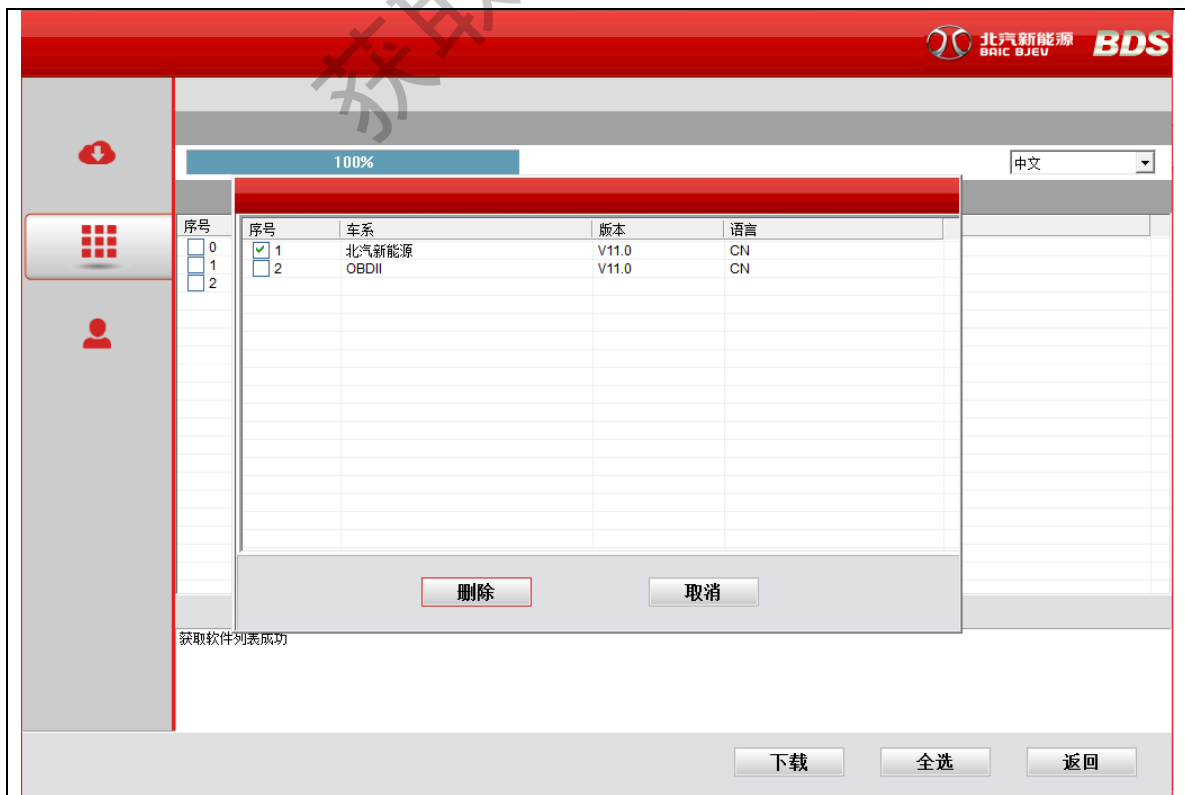 获取
北汽新能源 BDS
BAIC BJEV
100% 中文
序号
0
1
2
序号 车系 版本 语言
1 北汽新能源 V11.0 CN
2 OBDII V11.0 CN
删除 取消
获取软件列表成功
下载 全选 返回